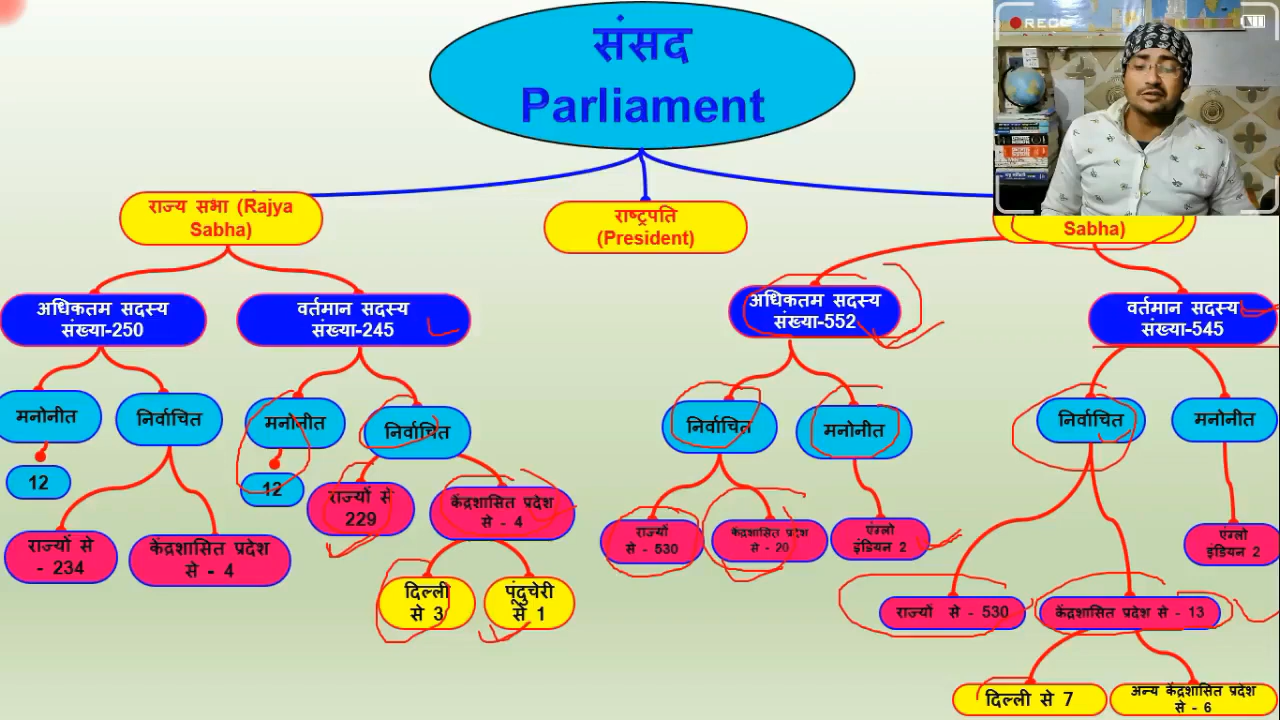 संसद
Parliament
REC
राज्य सभा (Rajya
Sabha)
राष्ट्रपति
(President)
Sabha)
अधिकतम सदस्य
संख्या-250
वर्तमान सदस्य
संख्या-245
अधिकतम सदस्य
संख्या-552
वर्तमान सदस्य
संख्या-545
मनोनीत
निर्वाचित
मनोनीत
निर्वाचित
निर्वाचित
मनोनीत
निर्वाचित
मनोनीत
12
12
राज्यों से
229
केंद्रशासित प्रदेश
से - 4
राज्यों से
- 234
केंद्रशासित प्रदेश
से - 4
राज्यों
से - 530
केंद्रशासित प्रदेश
से - 20
एंग्लो
इंडियन 2
एंग्लो
इंडियन 2
दिल्ली
से 3
पूंदुचेरी
से 1
राज्यों से - 530
केंद्रशासित प्रदेश से - 13
दिल्ली से 7
अन्य केंद्रशासित प्रदेश
से - 6